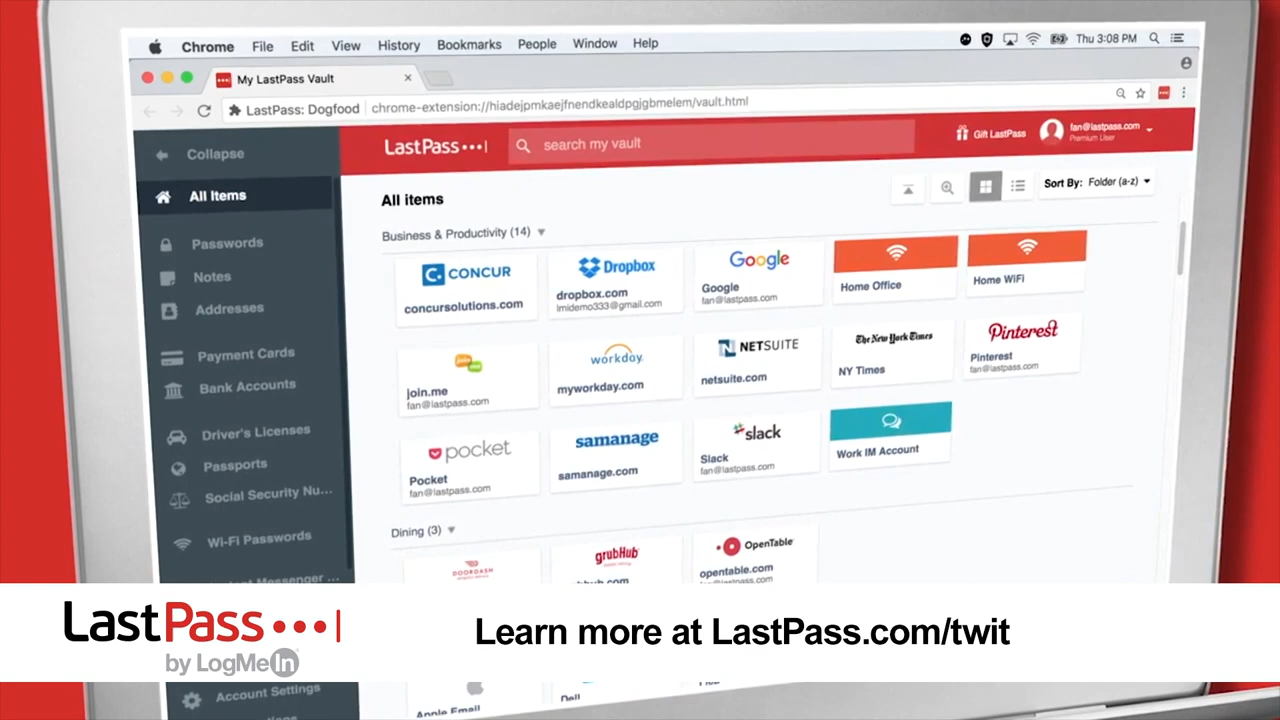 Chrome File Edit View History Bookmarks People Window Help
Thu 3:08 PM
My LastPass Vault
LastPass: Dogfood
chrome-extension://hiadejpmkaejfnendkealdpgjgbmelem/vault.html
Collapse
LastPass
search my vault
Gift LastPass
fan@lastpass.com
Premium User
All Items
Passwords
Notes
Addresses
Payment Cards
Bank Accounts
Driver's Licenses
Passports
Social Security Nu...
Wi-Fi Passwords
Messenger ...
Account Settings
All items
Sort By: Folder (a-z)
Business & Productivity (14)
CONCUR
concursolutions.com
Dropbox
dropbox.com
lmidemo333@gmail.com
Google
Google
fan@lastpass.com
Home Office
Home WiFi
join me
join.me
fan@lastpass.com
workday.
myworkday.com
N NETSUITE
netsuite.com
The New York Times
NY Times
Pinterest
Pinterest
fan@lastpass.com
pocket
Pocket
fan@lastpass.com
samanage
samanage.com
slack
Slack
fan@lastpass.com
Work IM Account
Dining (3)
DOORDASH
grubHub
OpenTable
opentable.com
fan@lastpass.com
LastPass
by LogMeIn
Learn more at LastPass.com/twit
Apple Email
Dell